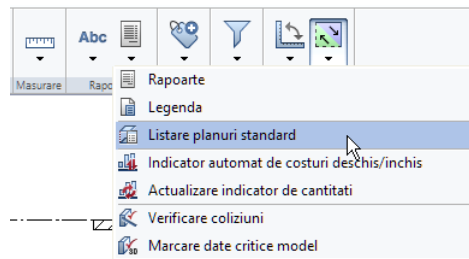 Abc
Masurare
Rapo
Rapoarte
Legenda
Listare planuri standard
Indicator automat de costuri deschis/inchis
Actualizare indicator de cantitati
Verificare coliziuni
Marcare date critice model